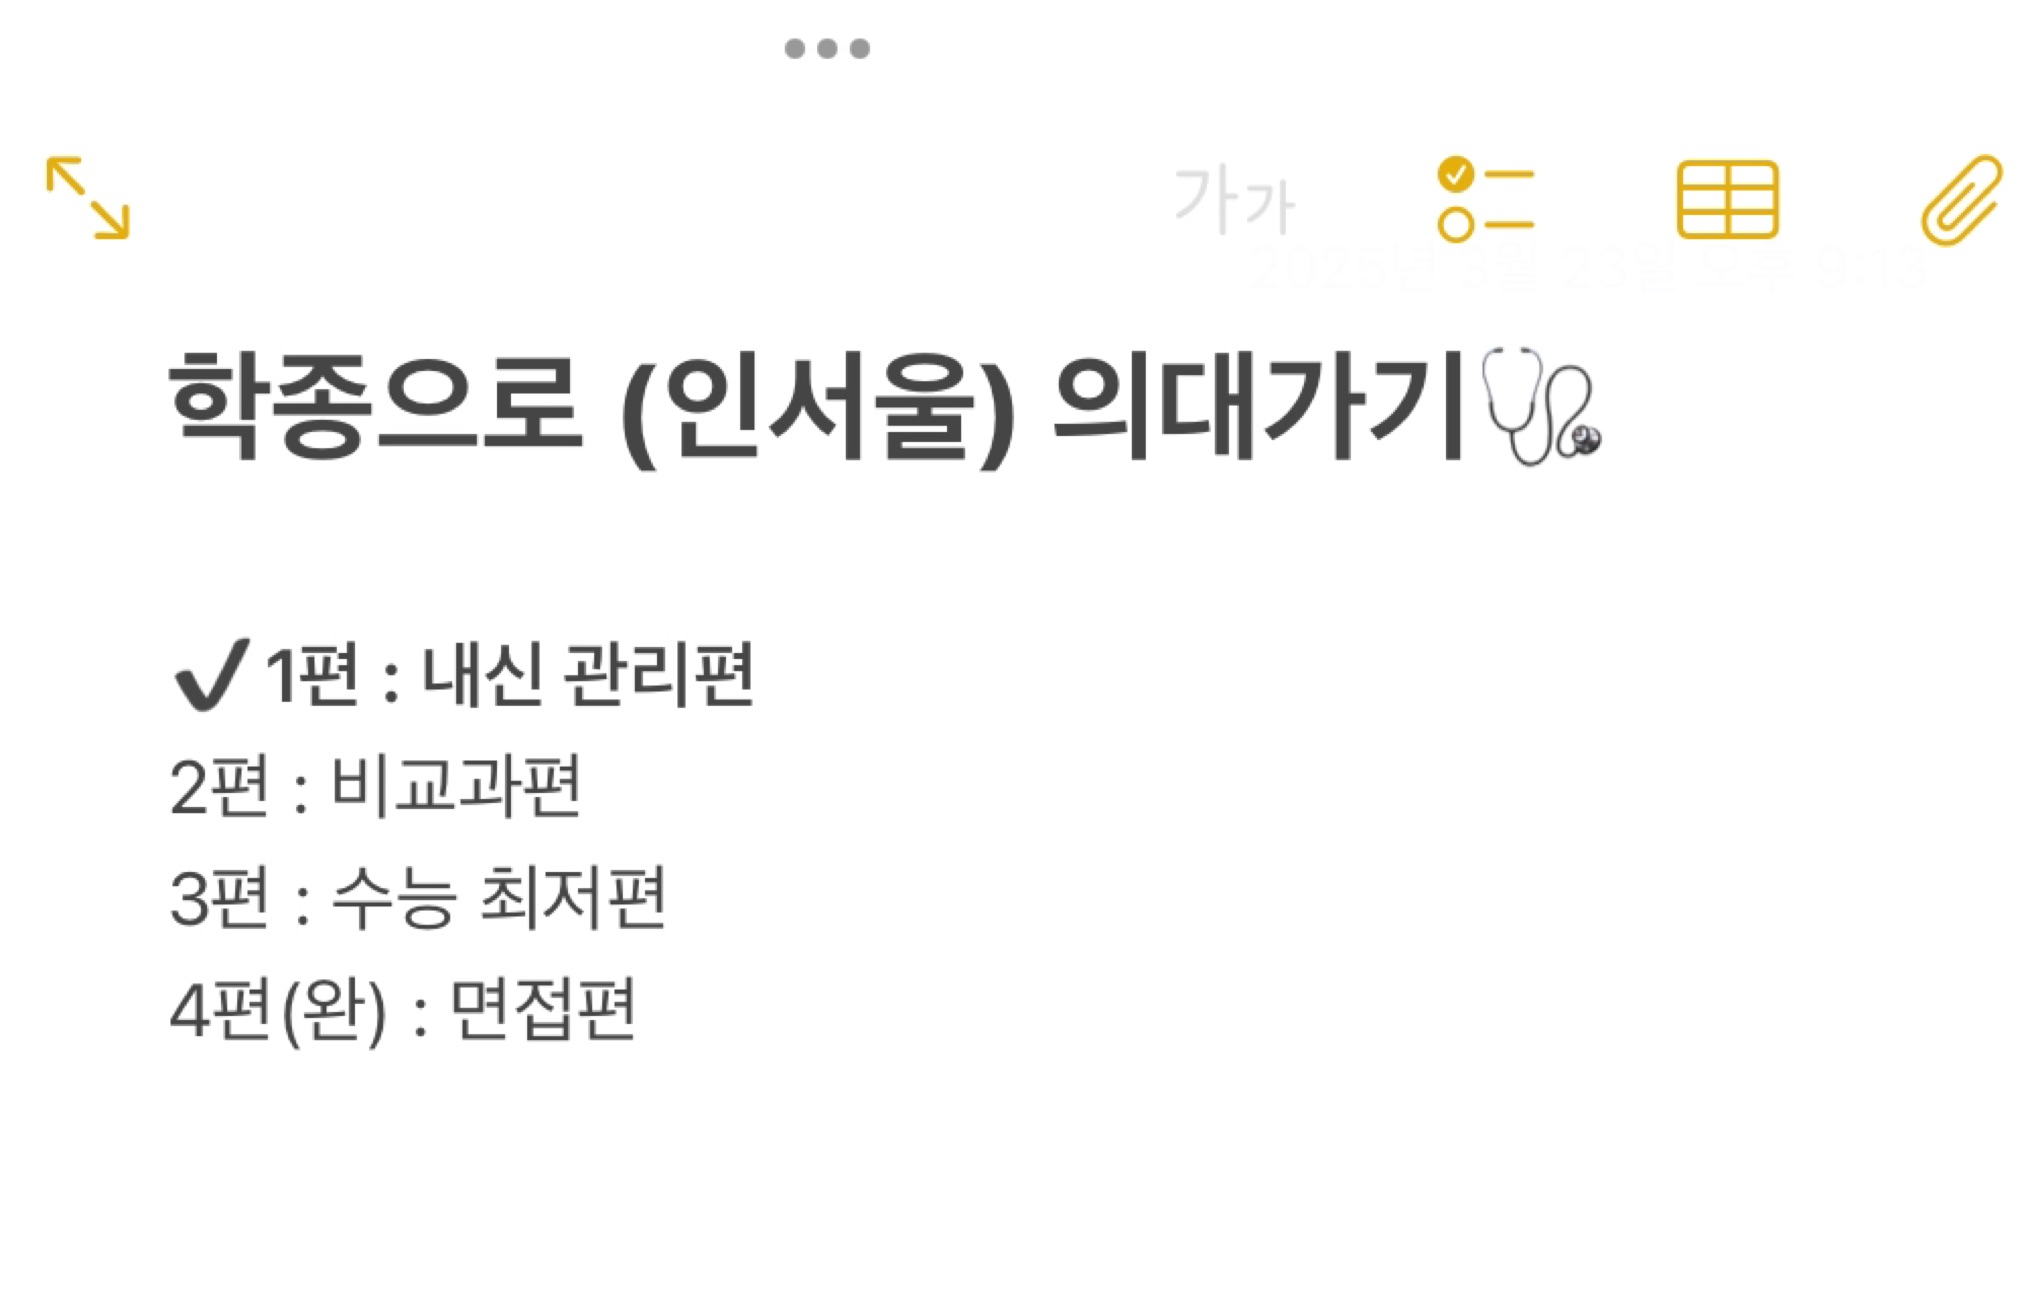 가가
2025년 3월 23일 오후 9:13
학종으로 (인서울) 의대가기🩺
✔️1편 : 내신 관리편
2편 : 비교과편
3편 : 수능 최저편
4편(완) : 면접편